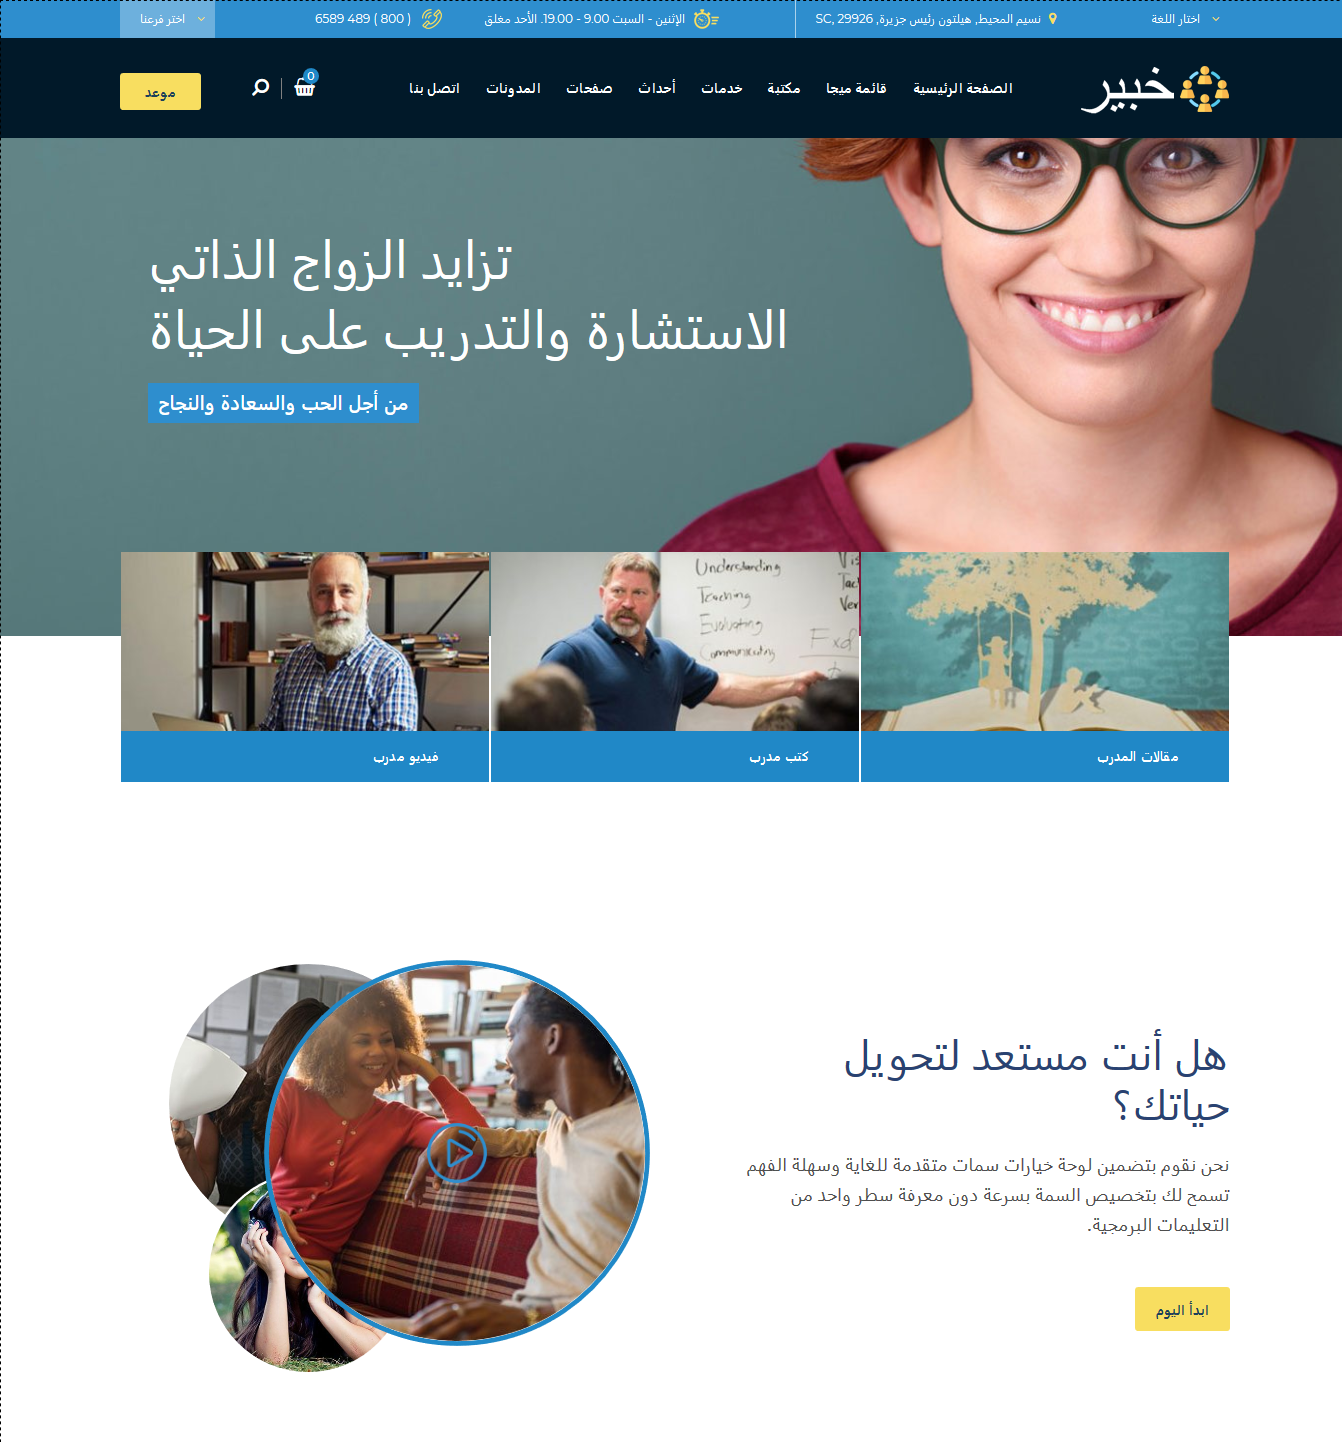 اختار اللغة
نسيم المحيط, هيلتون رئيس جزيرة, SC, 29926
الإثنين - السبت 9.00 - 19.00. الأحد مغلق
( 800 ) 489 6589
اختر فرعنا
خبير
الصفحة الرئيسية
قائمة ميجا
مكتبة
خدمات
أحداث
صفحات
المدونات
اتصل بنا
0
موعد
تزايد الزواج الذاتي
الاستشارة والتدريب على الحياة
من أجل الحب والسعادة والنجاح
Understanding
Teaching
Evaluating
Communicating
مقالات المدرب
كتب مدرب
فيديو مدرب
هل أنت مستعد لتحويل
حياتك؟
نحن نقوم بتضمين لوحة خيارات سمات متقدمة للغاية وسهلة الفهم
تسمح لك بتخصيص السمة بسرعة دون معرفة سطر واحد من
التعليمات البرمجية.
ابدأ اليوم